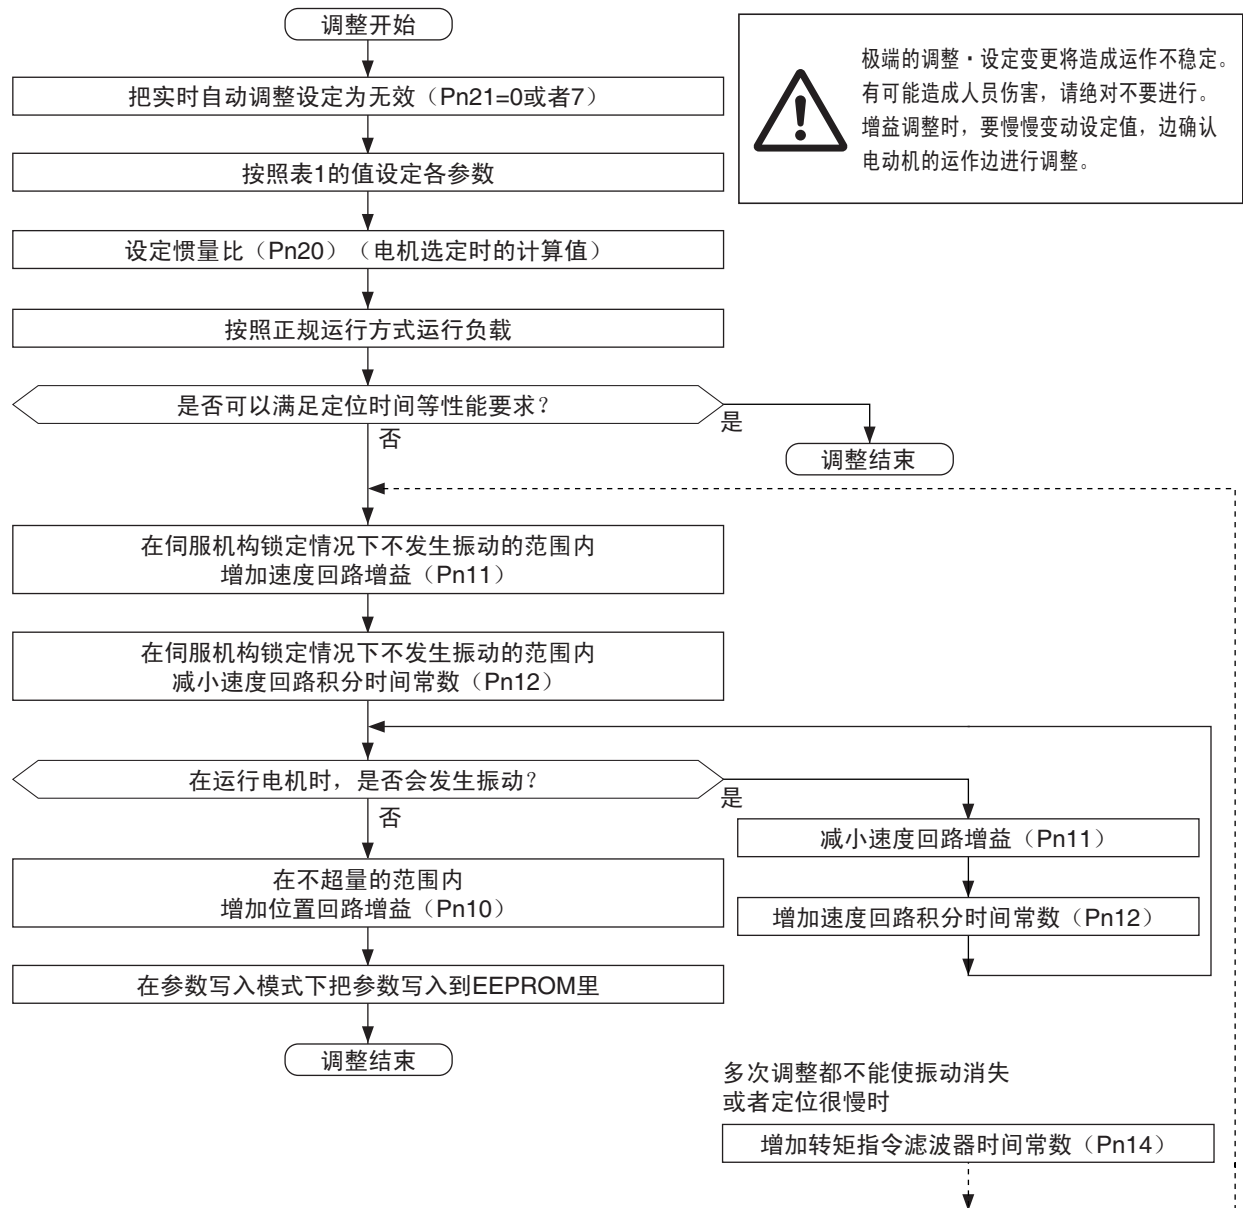 调整开始
极端的调整·设定变更将造成运作不稳定。
有可能造成人员伤害，请绝对不要进行。
增益调整时，要慢慢变动设定值，边确认
电动机的运作边进行调整。
把实时自动调整设定为无效（Pn21=0或者7）
按照表1的值设定各参数
设定惯量比（Pn20）（电机选定时的计算值）
按照正规运行方式运行负载
是否可以满足定位时间等性能要求？
是
否
调整结束
在伺服机构锁定情况下不发生振动的范围内
增加速度回路增益（Pn11）
在伺服机构锁定情况下不发生振动的范围内
减小速度回路积分时间常数（Pn12）
在运行电机时，是否会发生振动？
是
否
减小速度回路增益（Pn11）
增加速度回路积分时间常数（Pn12）
在不超量的范围内
增加位置回路增益（Pn10）
在参数写入模式下把参数写入到EEPROM里
调整结束
多次调整都不能使振动消失
或者定位很慢时
增加转矩指令滤波器时间常数（Pn14）